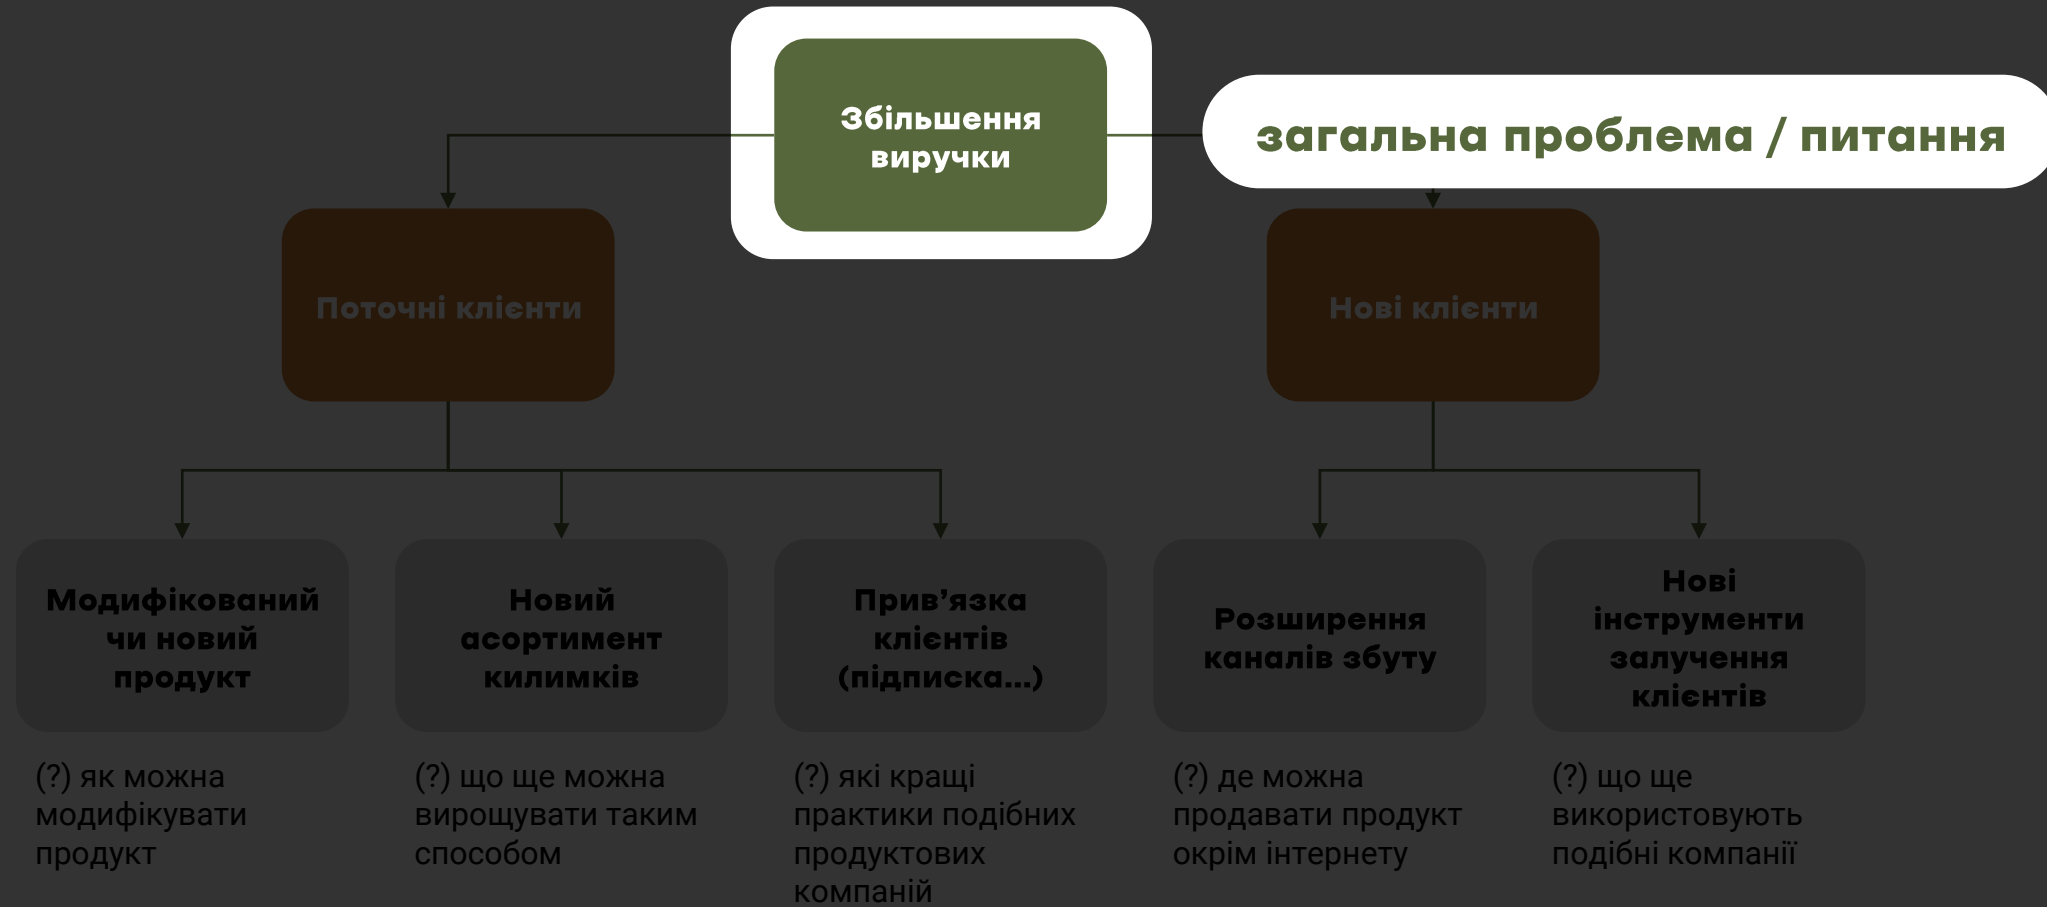 Збільшення
виручки
загальна проблема / питання
Поточні клієнти
Нові клієнти
Модифікований
чи новий
продукт
Новий
асортимент
килимків
Прив’язка
клієнтів
(підписка...)
Розширення
каналів збуту
Нові
інструменти
залучення
клієнтів
(?) як можна
модифікувати
продукт
(?) що ще можна
вирощувати таким
способом
(?) які кращі
практики подібних
продуктових
компаній
(?) де можна
продавати продукт
окрім інтернету
(?) що ще
використовують
подібні компанії